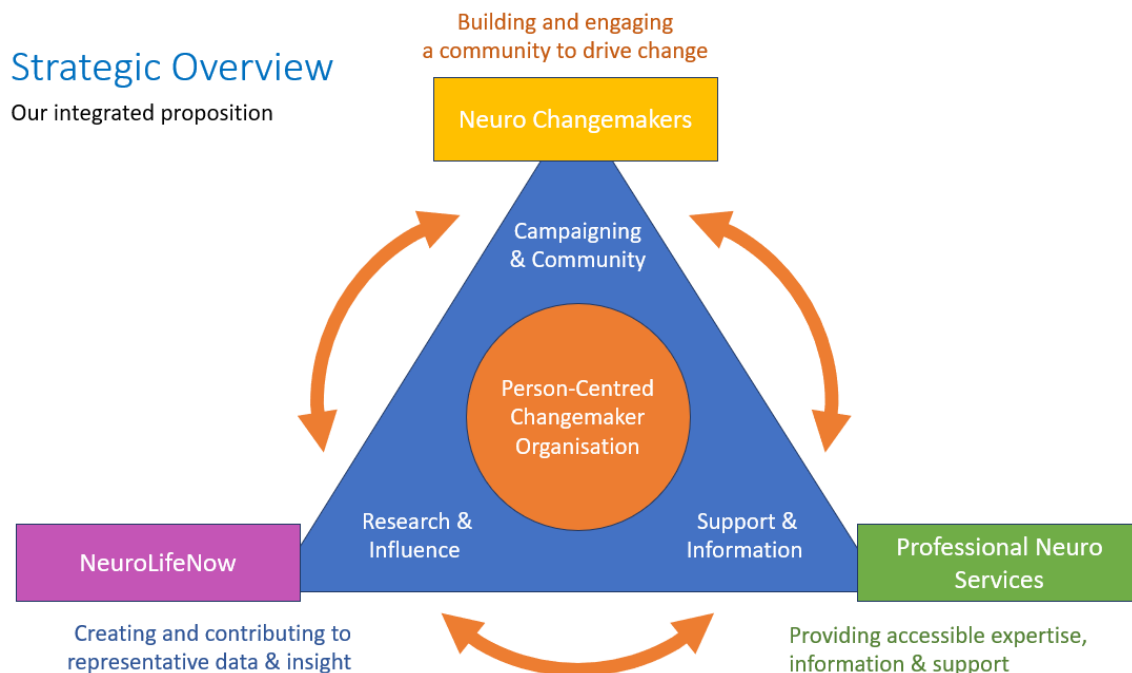 Building and engaging
a community to drive change
Strategic Overview
Our integrated proposition
Neuro Changemakers
Campaigning
& Community
Person-Centred
Changemaker
Organisation
Research &
Influence
Support &
Information
NeuroLifeNow
Professional Neuro
Services
Creating and contributing to
representative data & insight
Providing accessible expertise,
information & support